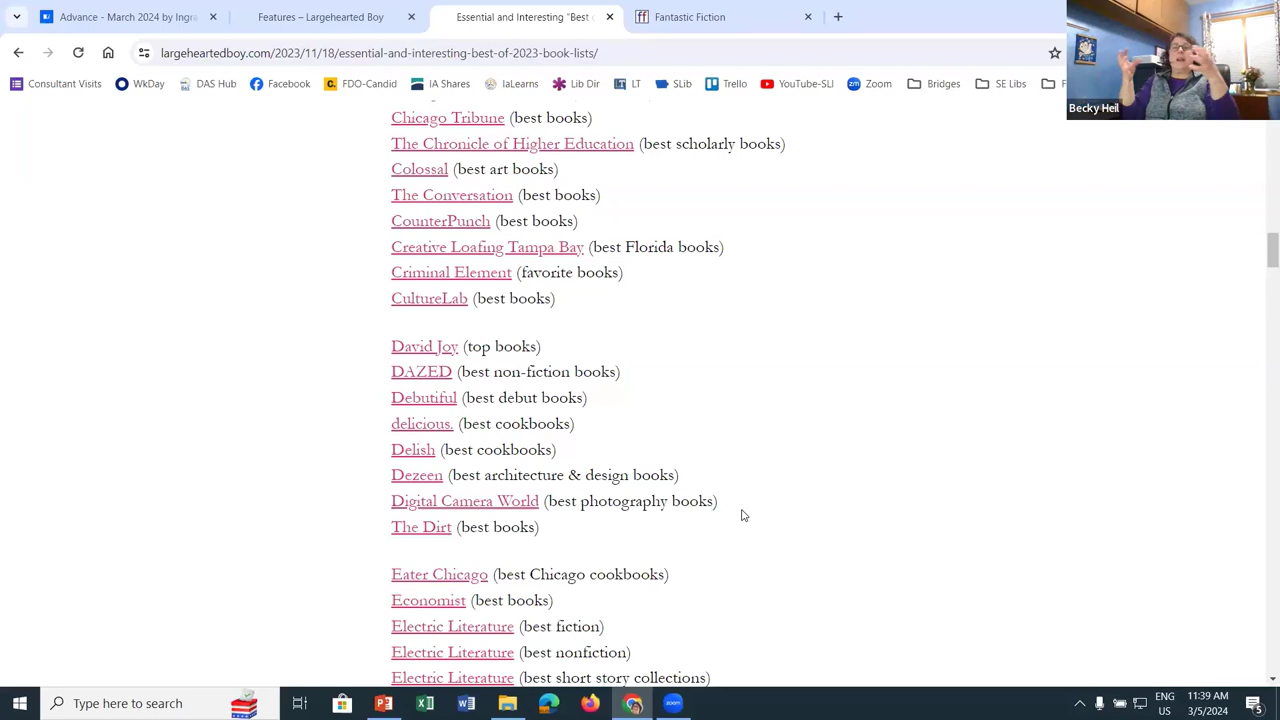 Advance - March 2024 by Ingra
Features – Largehearted Boy
Essential and Interesting "Best o
Fantastic Fiction
largeheartedboy.com/2023/11/18/essential-and-interesting-best-of-2023-book-lists/
Consultant Visits
WkDay
DAS Hub
Facebook
FDO-Candid
IA Shares
IaLearns
Lib Dir
LT
SLib
Trello
YouTube-SLI
Zoom
Bridges
SE Libs
Becky Heil
Chicago Tribune (best books)
The Chronicle of Higher Education (best scholarly books)
Colossal (best art books)
The Conversation (best books)
CounterPunch (best books)
Creative Loafing Tampa Bay (best Florida books)
Criminal Element (favorite books)
CultureLab (best books)
David Joy (top books)
DAZED (best non-fiction books)
Debutiful (best debut books)
delicious. (best cookbooks)
Delish (best cookbooks)
Dezeen (best architecture & design books)
Digital Camera World (best photography books)
The Dirt (best books)
Eater Chicago (best Chicago cookbooks)
Economist (best books)
Electric Literature (best fiction)
Electric Literature (best nonfiction)
Electric Literature (best short story collections)
Type here to search
ENG
US
11:39 AM
3/5/2024
5